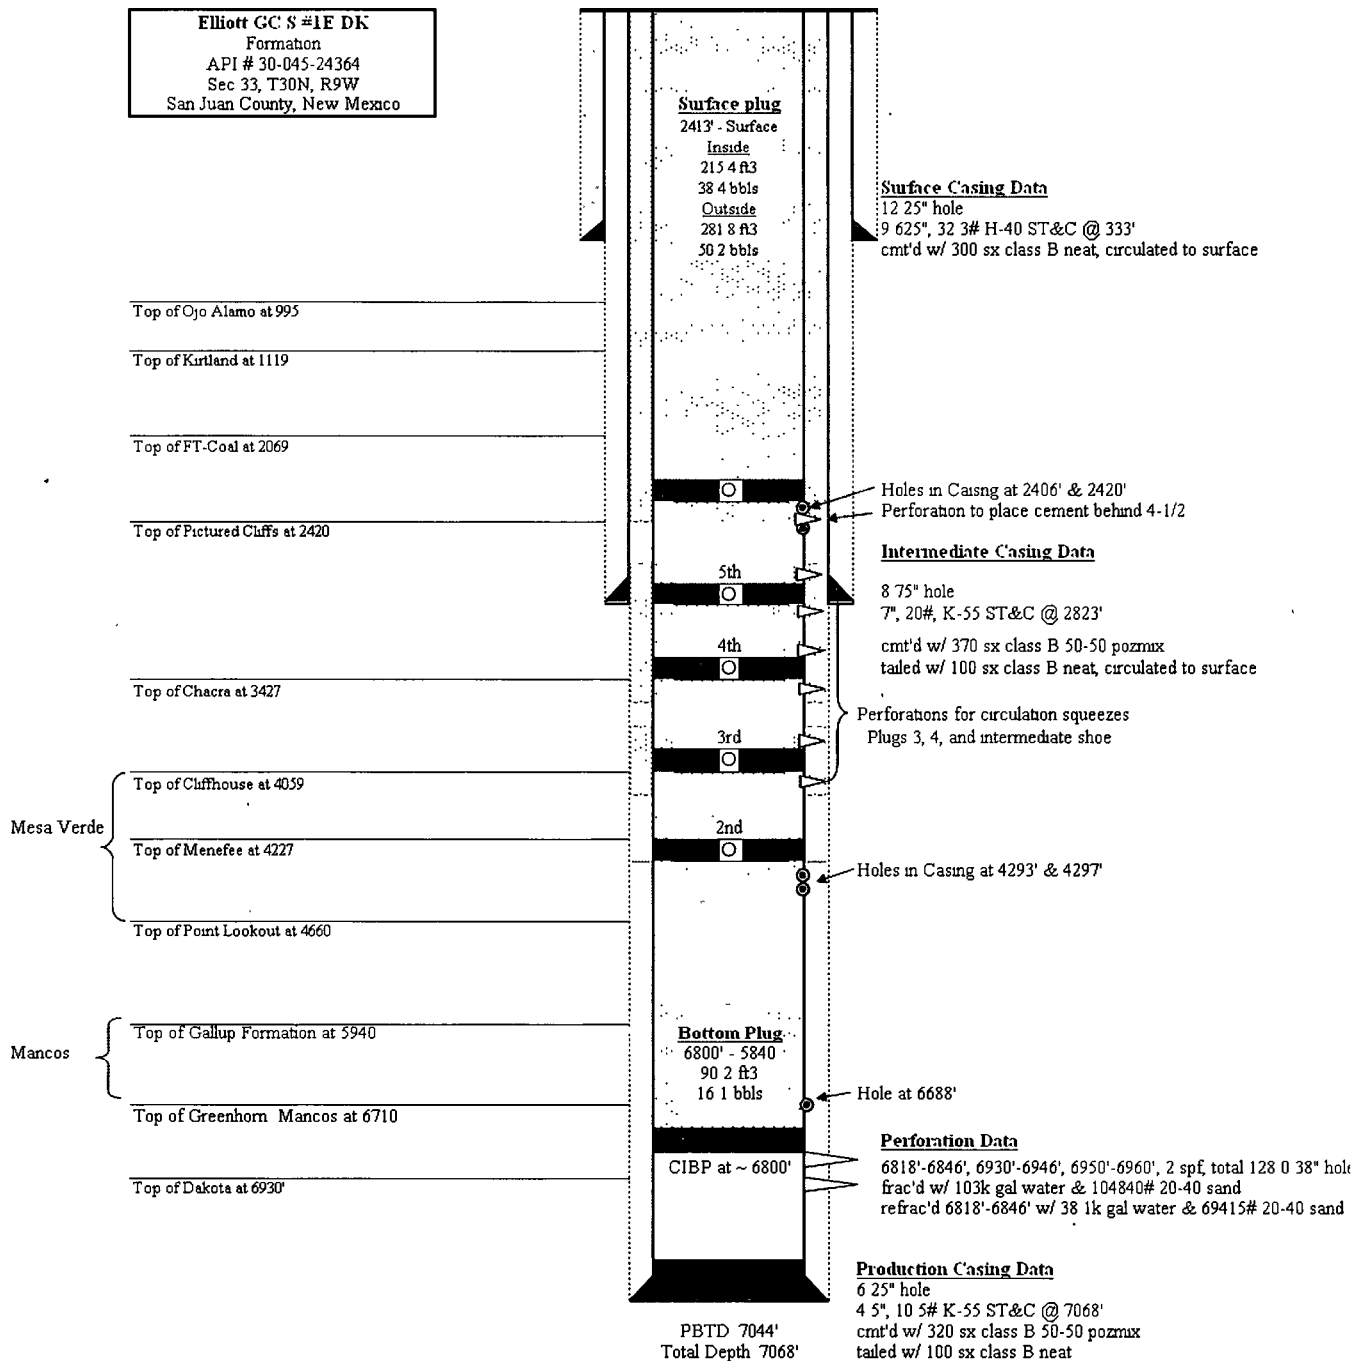 Elliott GC S #1E DK
Formation
API # 30-045-24364
Sec 33, T30N, R9W
San Juan County, New Mexico
Surface plug
2413' - Surface
Inside
215 4 ft3
38 4 bbls
Outside
281 8 ft3
50 2 bbls
Surface Casing Data
12 25" hole
9 625", 32 3# H-40 ST&C @ 333'
cmt'd w/ 300 sx class B neat, circulated to surface
Top of Ojo Alamo at 995
Top of Kirtland at 1119
Top of FT-Coal at 2069
Holes in Caisng at 2406' & 2420'
Perforation to place cement behind 4-1/2
Top of Pictured Cliffs at 2420
Intermediate Casing Data
8 75" hole
7", 20#, K-55 ST&C @ 2823'
cmt'd w/ 370 sx class B 50-50 pozmix
tailed w/ 100 sx class B neat, circulated to surface
5th
4th
Top of Chacra at 3427
Perforations for circulation squeezes
Plugs 3, 4, and intermediate shoe
3rd
Top of Cliffhouse at 4059
Mesa Verde
2nd
Top of Menefee at 4227
Holes in Casing at 4293' & 4297'
Top of Point Lookout at 4660
Top of Gallup Formation at 5940
Mancos
Bottom Plug
6800' - 5840
90 2 ft3
16 1 bbls
Hole at 6688'
Top of Greenhorn Mancos at 6710
Perforation Data
6818'-6846', 6930'-6946', 6950'-6960', 2 spf, total 128 0 38" hole
frac'd w/ 103k gal water & 104840# 20-40 sand
refrac'd 6818'-6846' w/ 38 1k gal water & 69415# 20-40 sand
CIBP at ~ 6800'
Top of Dakota at 6930'
Production Casing Data
6 25" hole
4 5", 10 5# K-55 ST&C @ 7068'
cmt'd w/ 320 sx class B 50-50 pozmix
tailed w/ 100 sx class B neat
PBTD 7044'
Total Depth 7068'